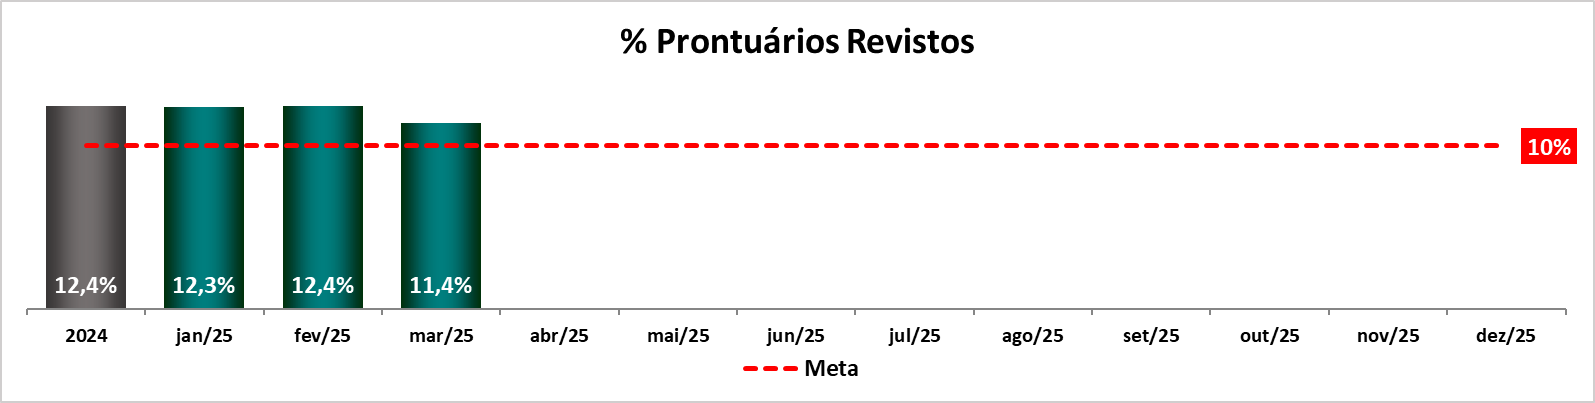 % Prontuários Revistos
10%
12,4% 12,3% 12,4% 11,4%
2024 jan/25 fev/25 mar/25 abr/25 mai/25 jun/25 jul/25 ago/25 set/25 out/25 nov/25 dez/25
Meta